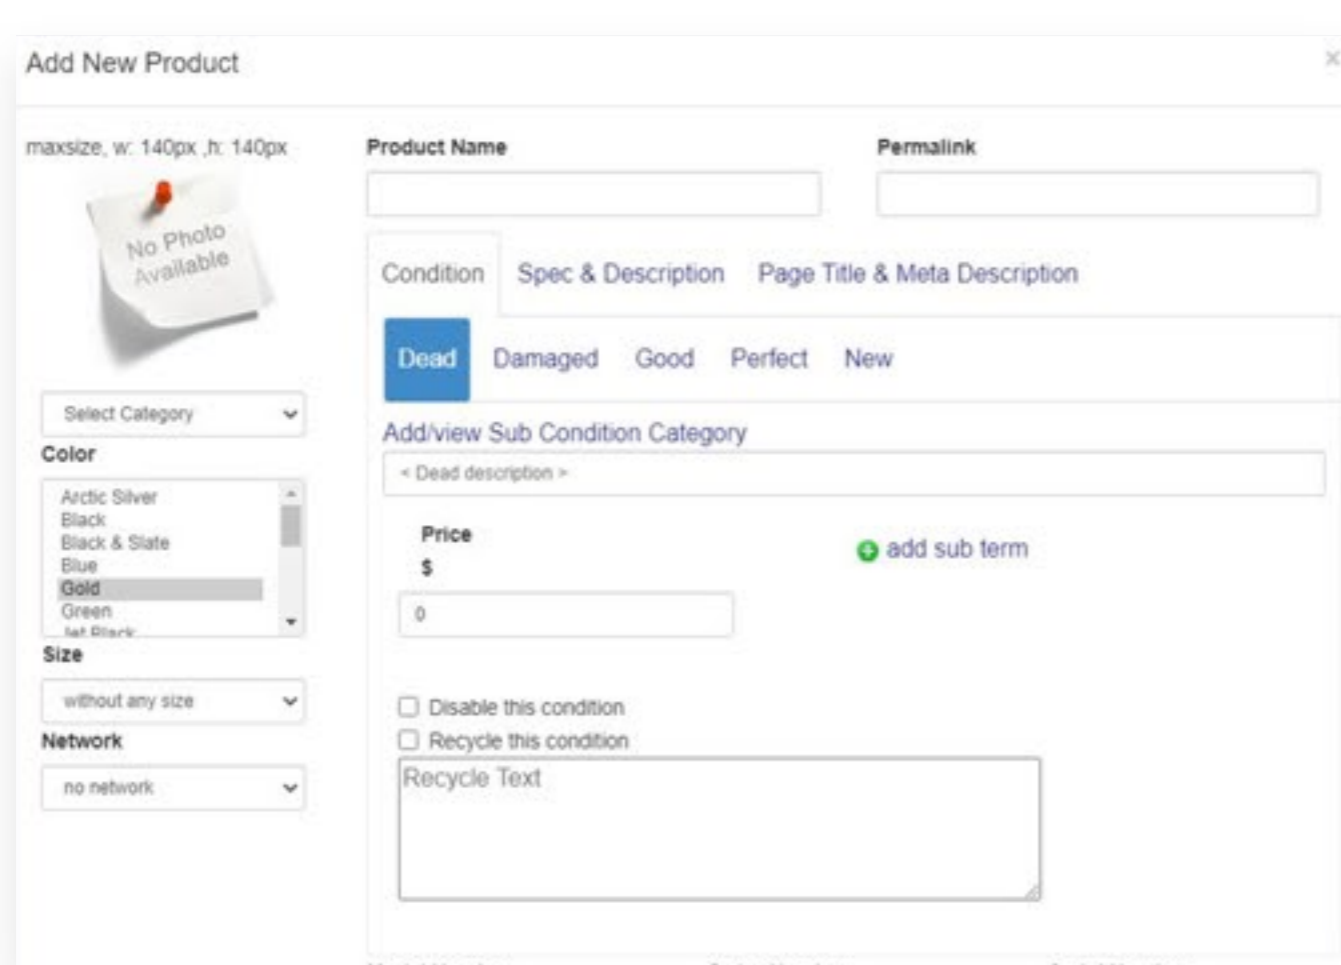 Add New Product
×
maxsize, w: 140px ,h: 140px
No Photo
Available
Select Category
Color
Arctic Silver
Black
Black & Slate
Blue
Gold
Green
Jet Black
Size
without any size
Network
no network
Product Name
Permalink
Condition Spec & Description Page Title & Meta Description
Dead Damaged Good Perfect New
Add/view Sub Condition Category
< Dead description >
Price
$
0
add sub term
Disable this condition
Recycle this condition
Recycle Text